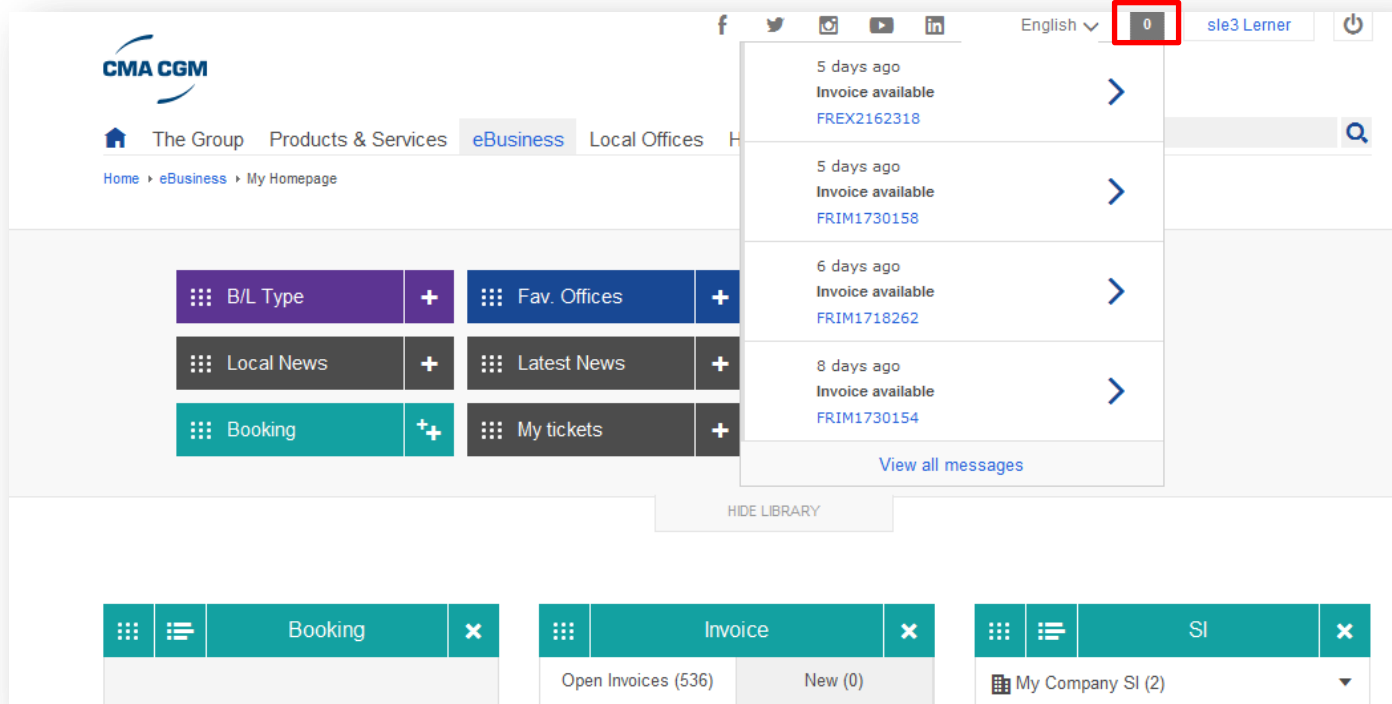 English 0 sle3 Lerner
CMA CGM
The Group Products & Services eBusiness Local Offices H
Home eBusiness My Homepage
5 days ago
Invoice available
FREX2162318
5 days ago
Invoice available
FRIM1730158
6 days ago
Invoice available
FRIM1718262
8 days ago
Invoice available
FRIM1730154
View all messages
B/L Type
Fav. Offices
Local News
Latest News
Booking
My tickets
HIDE LIBRARY
Booking
Invoice
SI
Open Invoices (536)
New (0)
My Company SI (2)